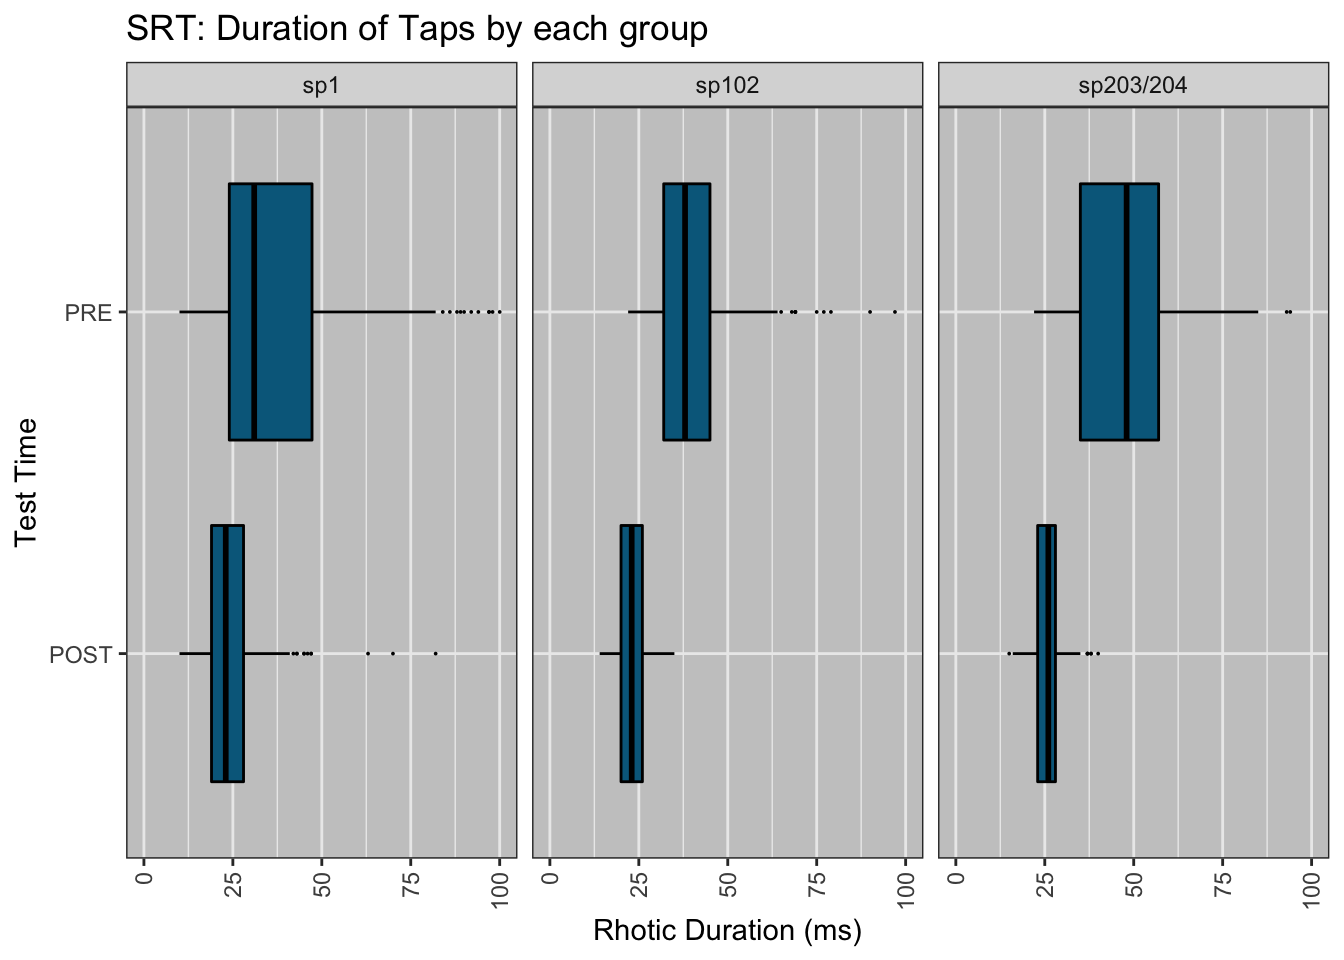 SRT: Duration of Taps by each group
sp1
sp102
sp203/204
Test Time
PRE
POST
0 25 50 75 100
0 25 50 75 100
0 25 50 75 100
Rhotic Duration (ms)